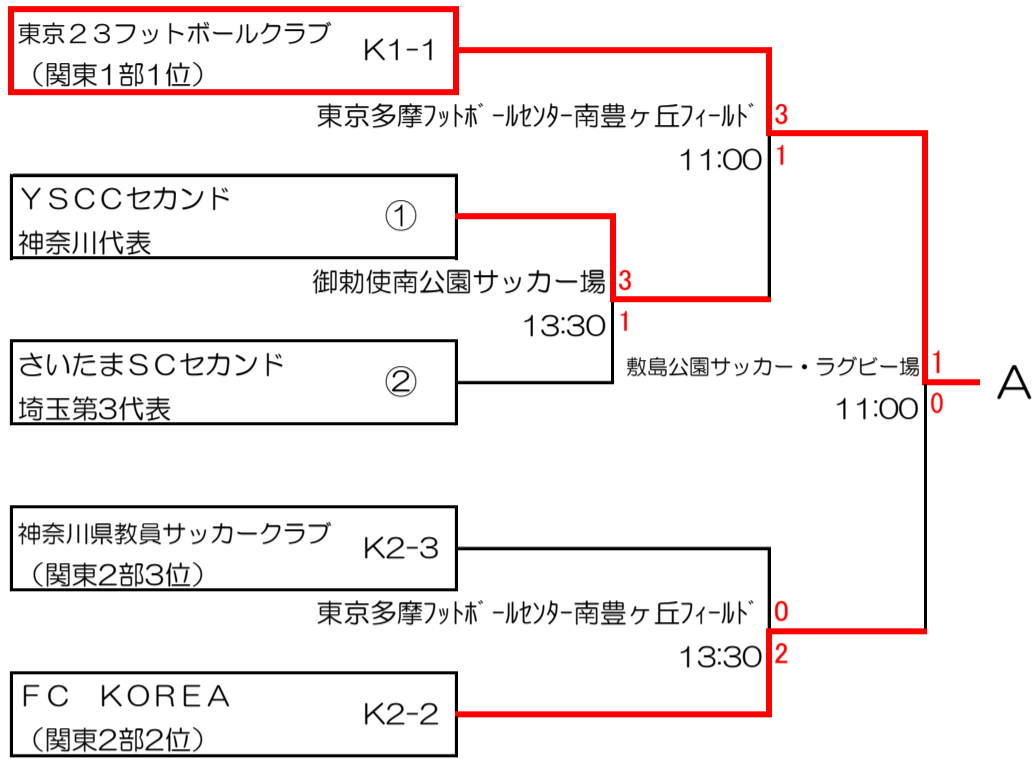 東京２３フットボールクラブ
（関東1部1位）
K1-1
東京多摩ﾌｯﾄﾎﾞｰﾙｾﾝﾀｰ南豊ヶ丘ﾌｨｰﾙﾄﾞ
3
11:00
1
ＹＳＣＣセカンド
神奈川代表
①
御勅使南公園サッカー場
3
13:30
1
さいたまＳＣセカンド
埼玉第3代表
②
敷島公園サッカー・ラグビー場
1
11:00
0
A
神奈川県教員サッカークラブ
（関東2部3位）
K2-3
東京多摩ﾌｯﾄﾎﾞｰﾙｾﾝﾀｰ南豊ヶ丘ﾌｨｰﾙﾄﾞ
0
13:30
2
ＦＣ　ＫＯＲＥＡ
（関東2部2位）
K2-2